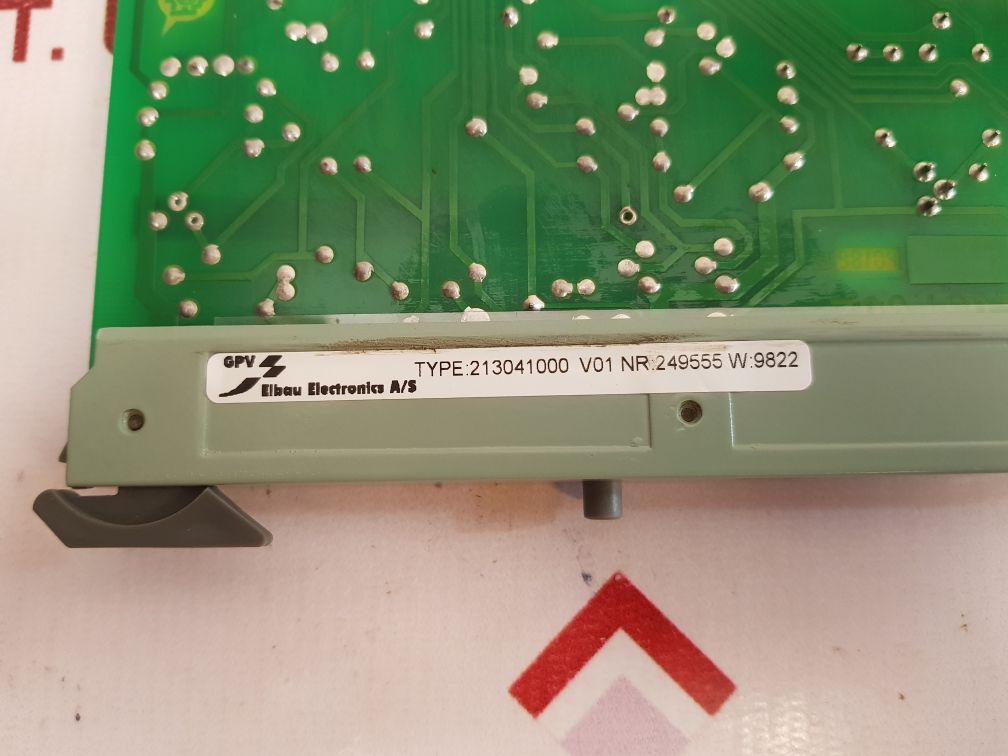 GPV
TYPE:213041000 V01 NR:249555 W:9822
Elbau Electronics A/S